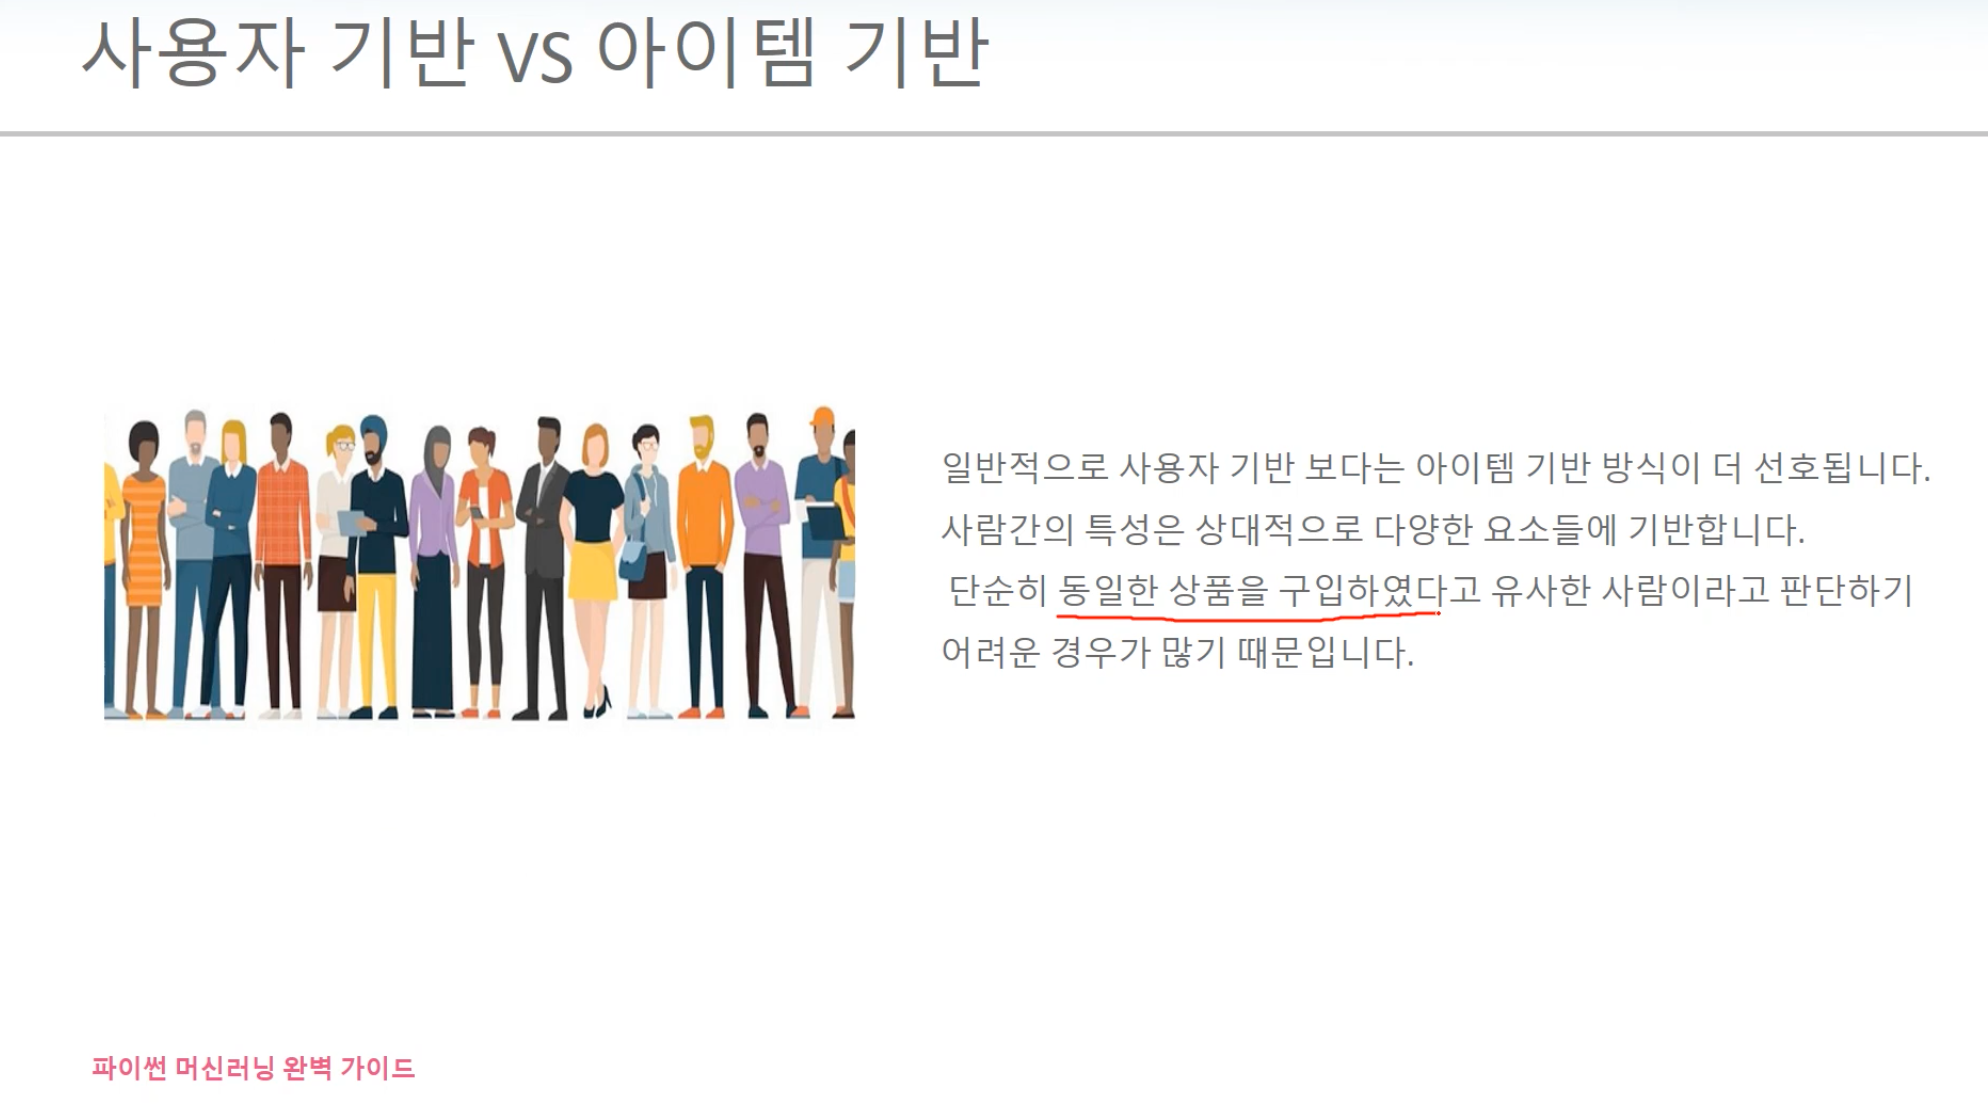 사용자 기반 vs 아이템 기반
일반적으로 사용자 기반 보다는 아이템 기반 방식이 더 선호됩니다.
사람간의 특성은 상대적으로 다양한 요소들에 기반합니다.
단순히 동일한 상품을 구입하였다고 유사한 사람이라고 판단하기
어려운 경우가 많기 때문입니다.
파이썬 머신러닝 완벽 가이드